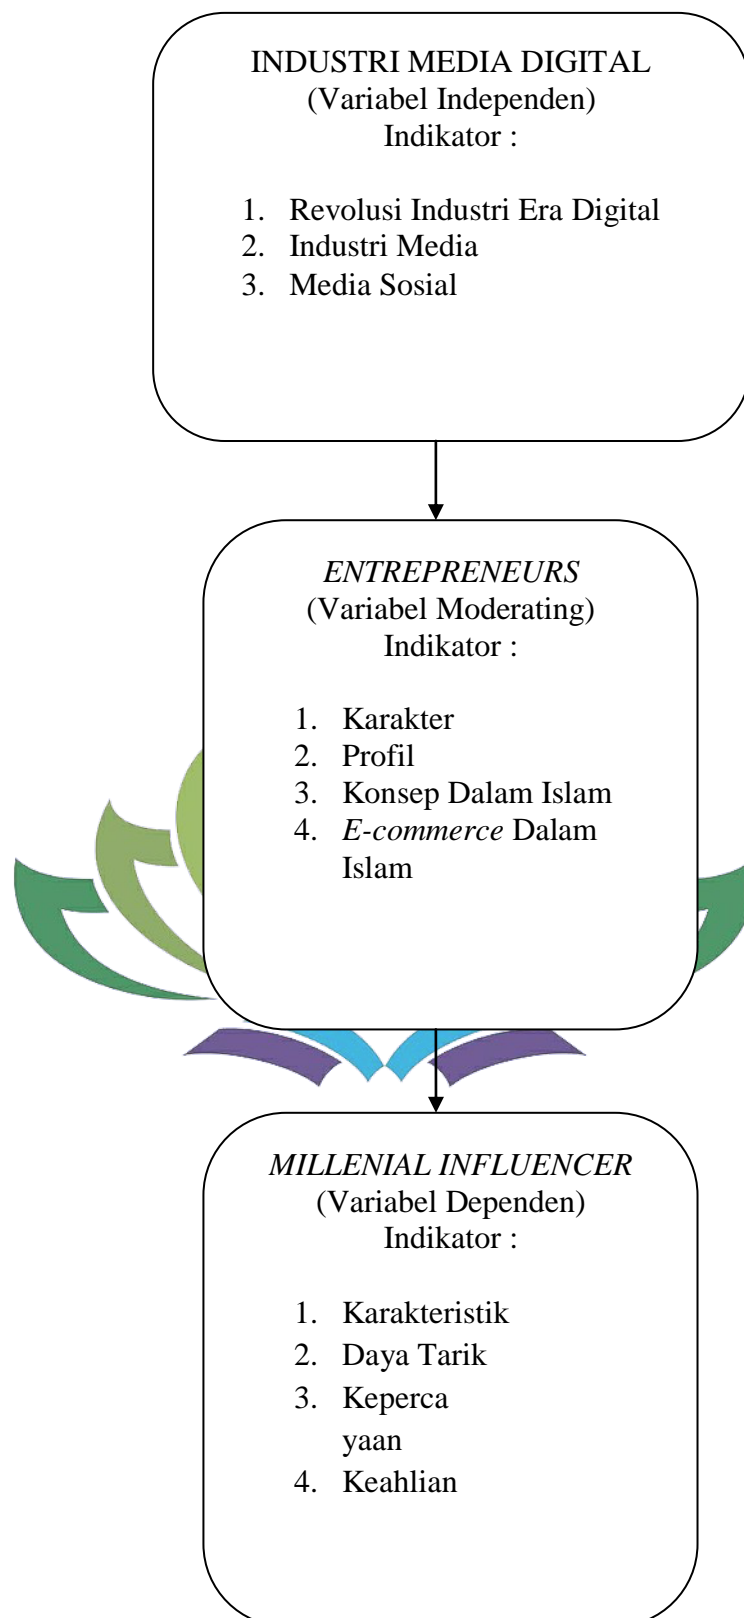 INDUSTRI MEDIA DIGITAL
(Variabel Independen)
Indikator :
1. Revolusi Industri Era Digital
2. Industri Media
3. Media Sosial
ENTREPRENEURS
(Variabel Moderating)
Indikator :
1. Karakter
2. Profil
3. Konsep Dalam Islam
4. E-commerce Dalam
Islam
MILLENIAL INFLUENCER
(Variabel Dependen)
Indikator :
1. Karakteristik
2. Daya Tarik
3. Keperca
yaan
4. Keahlian